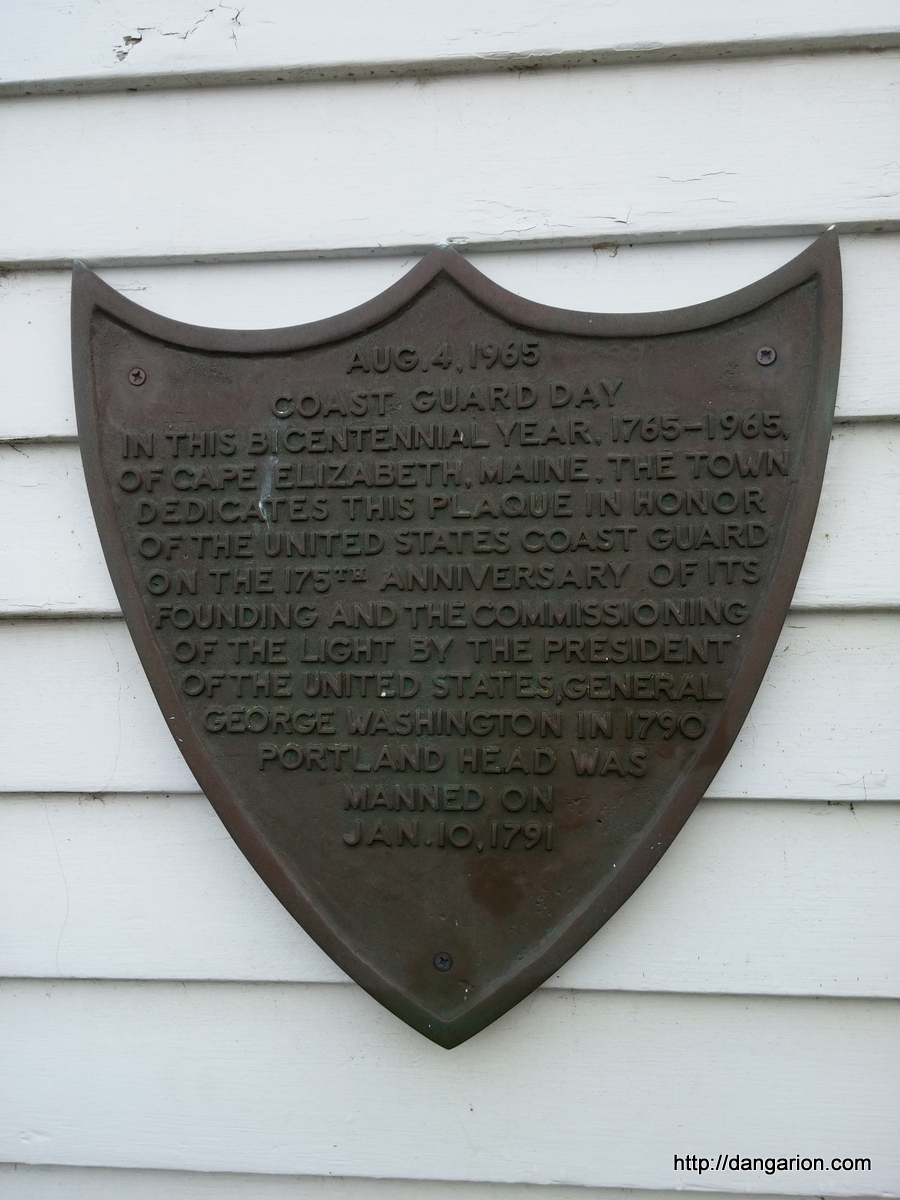 AUG. 4, 1965
COAST GUARD DAY
IN THIS BICENTENNIAL YEAR, 1765-1965,
OF CAPE ELIZABETH, MAINE, THE TOWN
DEDICATES THIS PLAQUE IN HONOR
OF THE UNITED STATES COAST GUARD
ON THE 175TH ANNIVERSARY OF ITS
FOUNDING AND THE COMMISSIONING
OF THE LIGHT BY THE PRESIDENT
OF THE UNITED STATES, GENERAL
GEORGE WASHINGTON IN 1790
PORTLAND HEAD WAS
MANNED ON
JAN. 10, 1791
http://dangarion.com